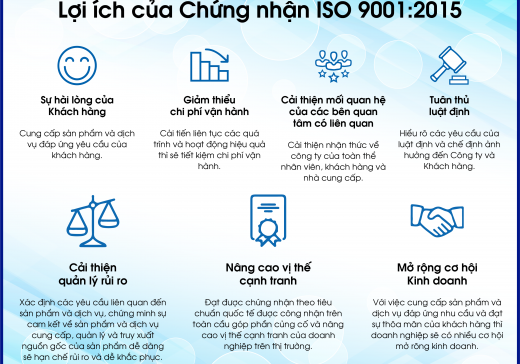 Lợi ích của Chứng nhận ISO 9001:2015
Sự hài lòng của
Khách hàng
Cung cấp sản phẩm và dịch
vụ đáp ứng yêu cầu của
khách hàng.
Giảm thiểu
chi phí vận hành
Cải tiến liên tục các quá
trình và hoạt động hiệu quả
thì sẽ tiết kiệm chi phí vận
hành.
Cải thiện mối quan hệ
của các bên quan
tâm có liên quan
Cải thiện nhận thức về
công ty của toàn thể
nhân viên, khách hàng và
nhà cung cấp.
Tuân thủ
luật định
Hiểu rõ các yêu cầu của
luật định và chế định ảnh
hưởng đến Công ty và
Khách hàng.
Cải thiện
quản lý rủi ro
Xác định các yêu cầu liên quan đến
sản phẩm và dịch vụ, chứng minh sự
cam kết về sản phẩm và dịch vụ
cung cấp, quản lý và truy xuất
nguồn gốc của sản phẩm dễ dàng
sẽ hạn chế rủi ro và dễ khắc phục.
Nâng cao vị thế
cạnh tranh
Đạt được chứng nhận theo tiêu
chuẩn quốc tế được công nhận trên
toàn cầu góp phần củng cố và nâng
cao vị thế cạnh tranh của doanh
nghiệp trên thị trường.
Mở rộng cơ hội
Kinh doanh
Với việc cung cấp sản phẩm và
dịch vụ đáp ứng nhu cầu và đạt
sự thỏa mãn của khách hàng thì
doanh nghiệp sẽ có nhiều cơ hội
mở rộng kinh doanh.